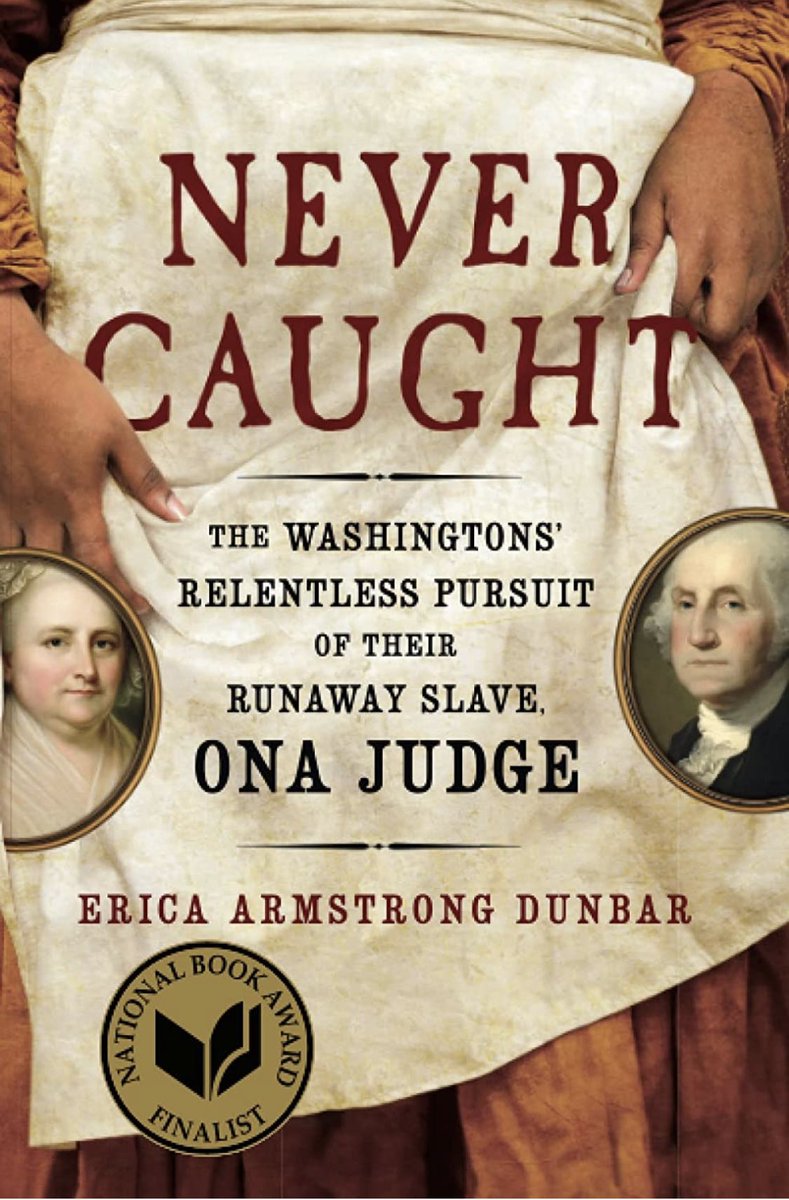 NEVER
CAUGHT
THE WASHINGTONS'
RELENTLESS PURSUIT
OF THEIR
RUNAWAY SLAVE,
ONA JUDGE
ERICA ARMSTRONG DUNBAR
NATIONAL BOOK AWARD
FINALIST